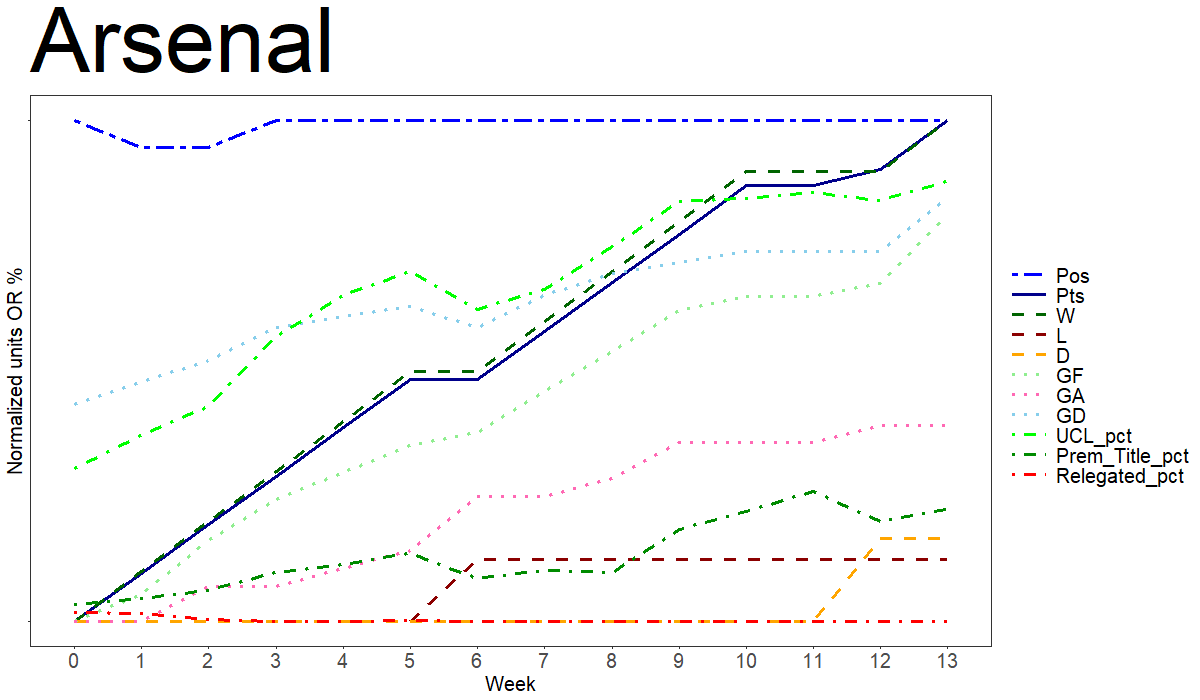 Arsenal
Normalized units OR %
Pos
Pts
W
L
D
GF
GA
GD
UCL_pct
Prem_Title_pct
Relegated_pct
0 1 2 3 4 5 6 7 8 9 10 11 12 13
Week